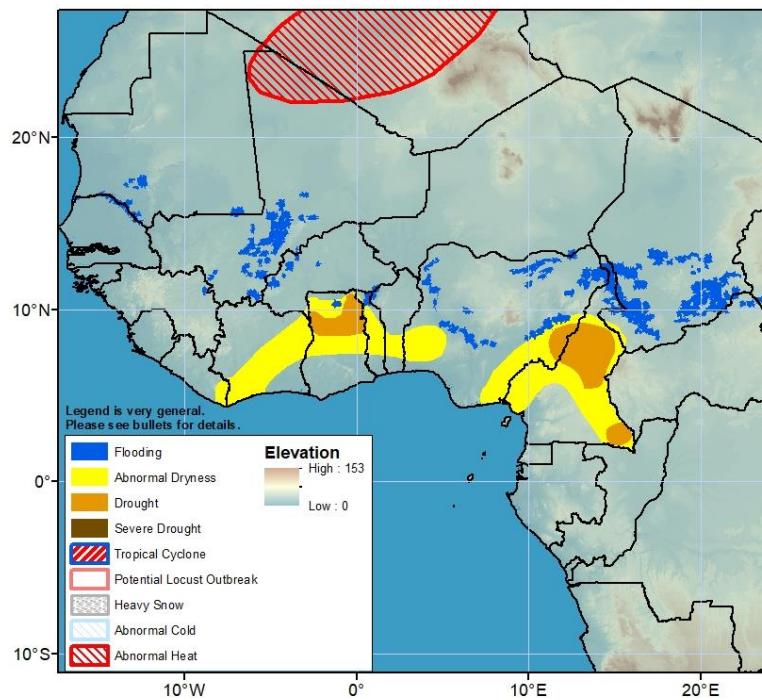 20°N
10°N
0°
10°S
10°W
0°
10°E
20°E
Legend is very general.
Please see bullets for details.
Flooding
Abnormal Dryness
Drought
Severe Drought
Tropical Cyclone
Potential Locust Outbreak
Heavy Snow
Abnormal Cold
Abnormal Heat
Elevation
High : 153
Low : 0